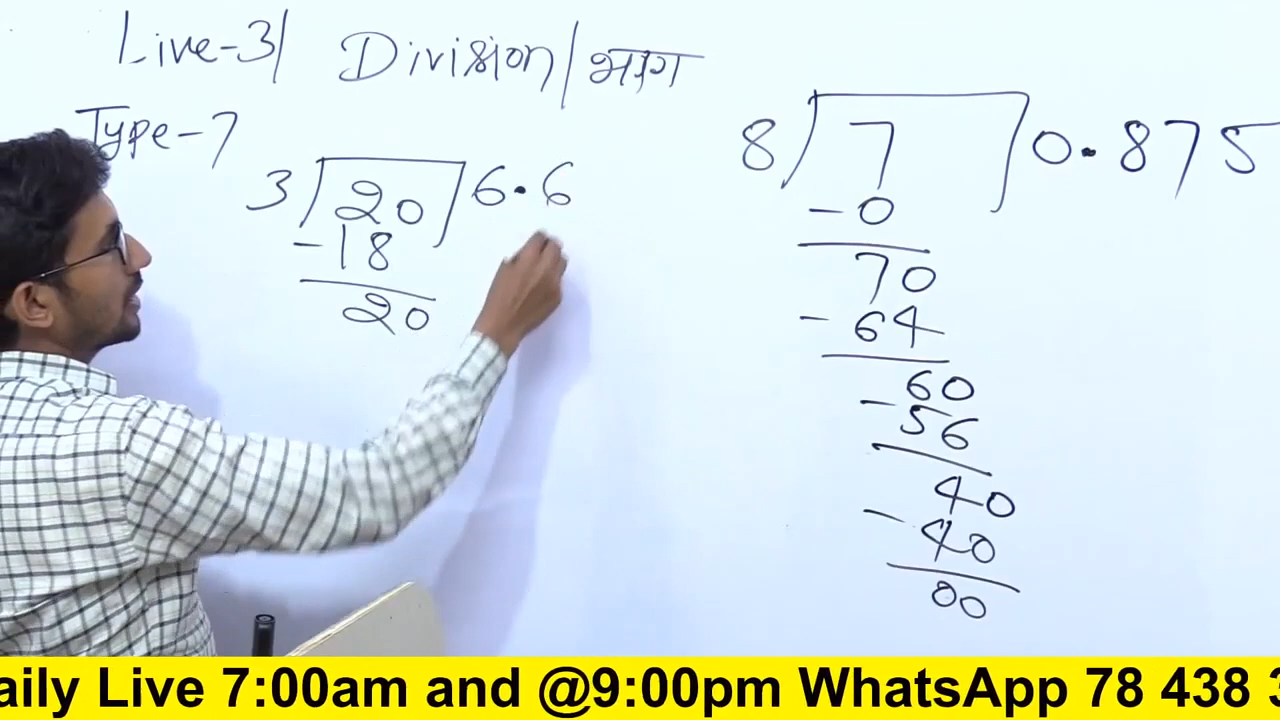 Live-3/ Division/भाग
Type-7
3 20 6.6
-18
20
8 7 0.875
-0
70
-64
60
-56
40
-40
00
aily Live 7:00am and @9:00pm WhatsApp 78 438 3